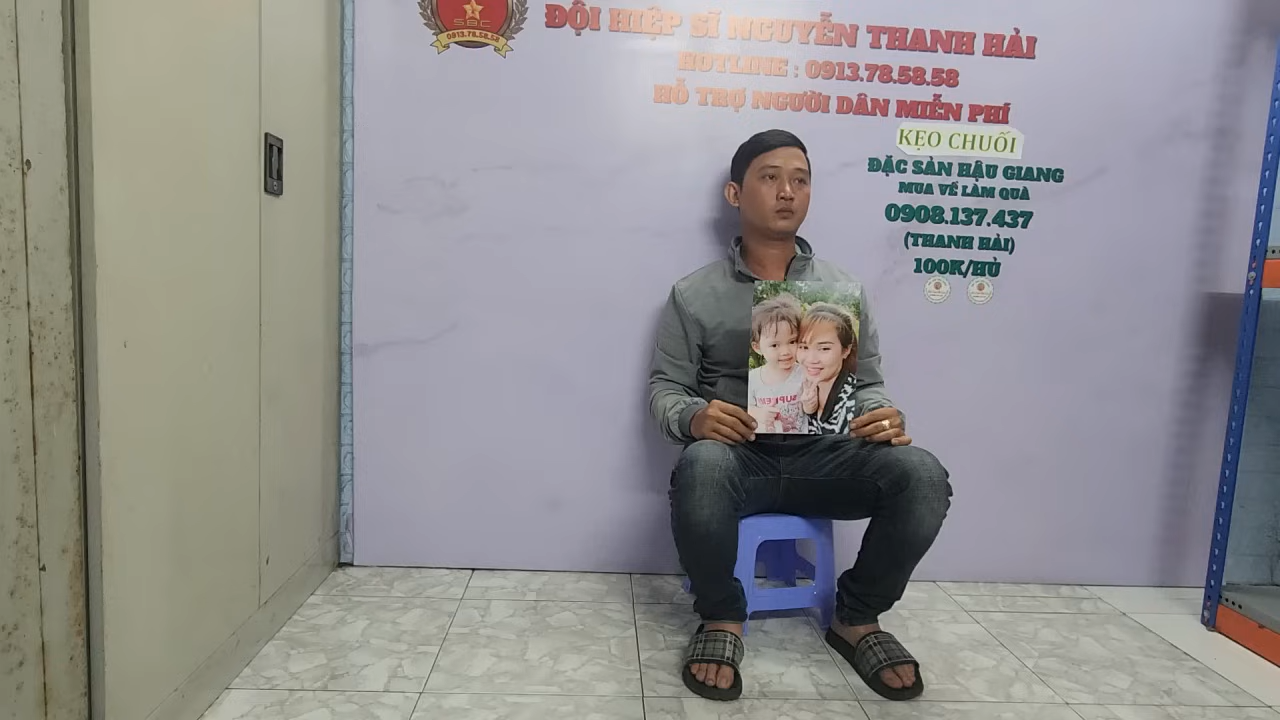 SBC
0913.78.58.58
ĐỘI HIỆP SĨ NGUYỄN THANH HẢI
HOTLINE : 0913.78.58.58
HỖ TRỢ NGƯỜI DÂN MIỄN PHÍ
KẸO CHUỐI
ĐẶC SẢN HẬU GIANG
MUA VỀ LÀM QUÀ
0908.137.437
(THANH HẢI)
100K/HỦ